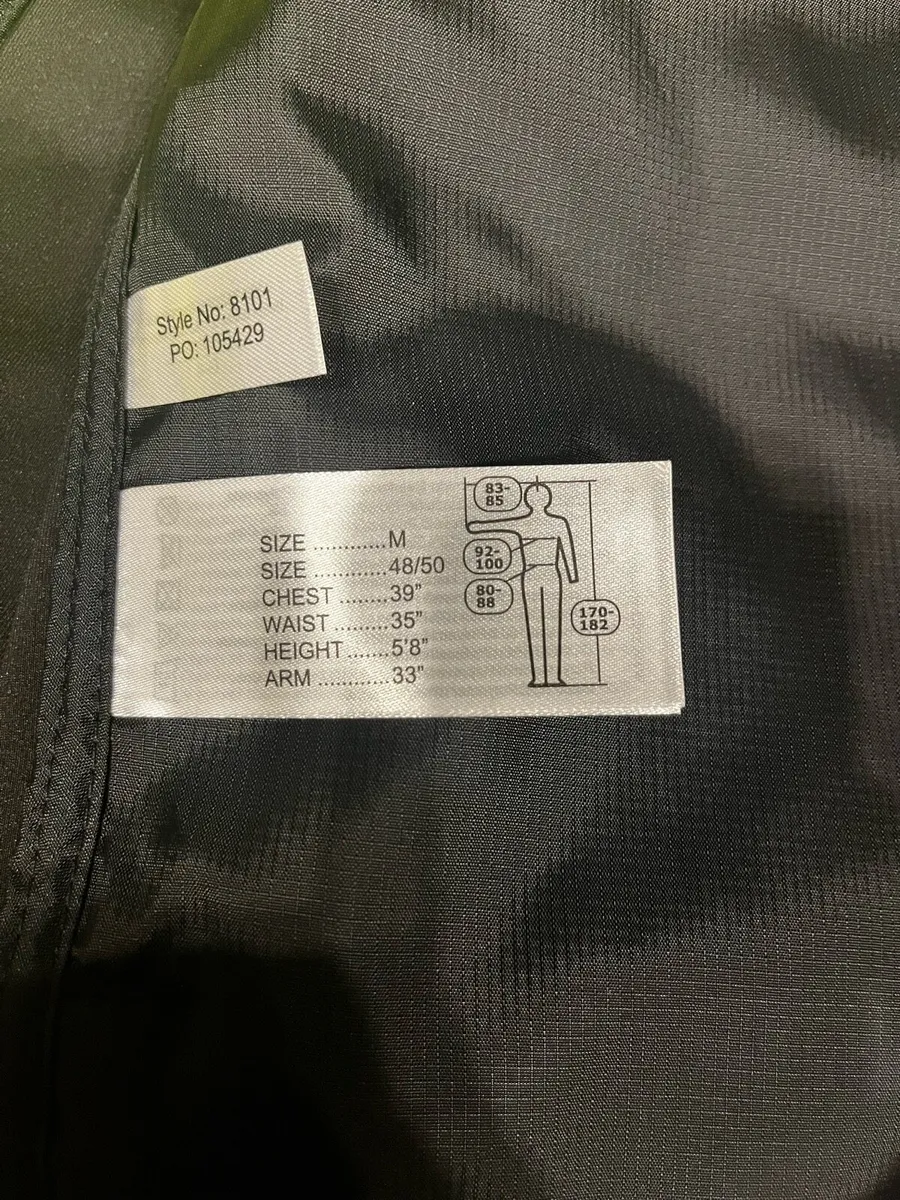 Style No: 8101
PO: 105429
SIZE ............M
SIZE ............48/50
CHEST ........39”
WAIST .........35”
HEIGHT .......5’8”
ARM ............33”
83-
85
92-
100
80-
88
170-
182